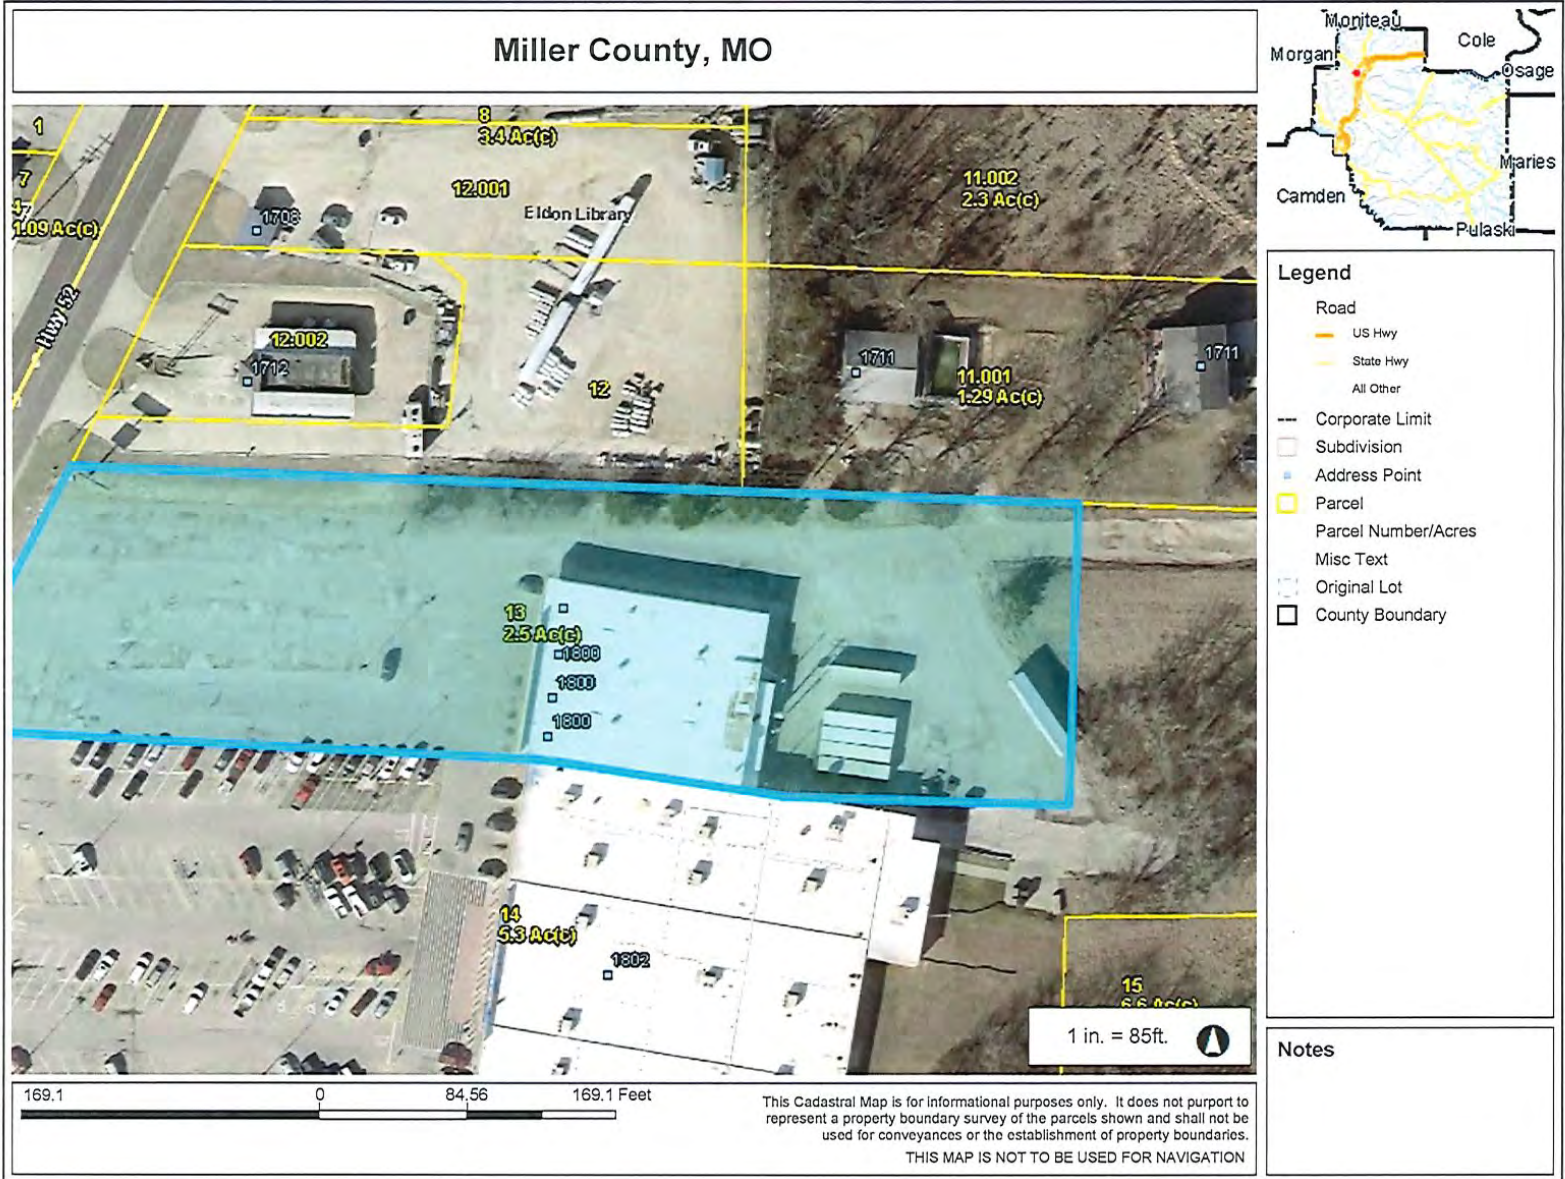 Miller County, MO
Moniteau
Cole
Morgan
Osage
Maries
Camden
Pulaski
1
7
1.09 Ac(c)
8
3.4 Ac(c)
12.001
Eldon Library
1708
11.002
2.3 Ac(c)
Hwy 52
12.002
1712
12
1711
11.001
1.29 Ac(c)
1711
13
2.5 Ac(c)
1800
1800
1800
14
5.3 Ac(c)
1802
15
6.6 Ac(c)
1 in. = 85ft.
Legend
Road
US Hwy
State Hwy
All Other
Corporate Limit
Subdivision
Address Point
Parcel
Parcel Number/Acres
Misc Text
Original Lot
County Boundary
Notes
169.1
0
84.56
169.1 Feet
This Cadastral Map is for informational purposes only. It does not purport to
represent a property boundary survey of the parcels shown and shall not be
used for conveyances or the establishment of property boundaries.
THIS MAP IS NOT TO BE USED FOR NAVIGATION